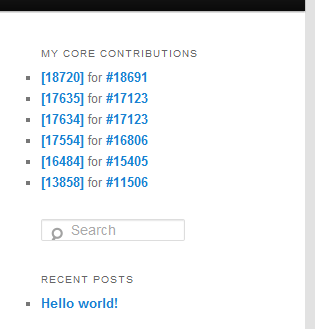 MY CORE CONTRIBUTIONS
[18720] for #18691
[17635] for #17123
[17634] for #17123
[17554] for #16806
[16484] for #15405
[13858] for #11506
Search
RECENT POSTS
Hello world!